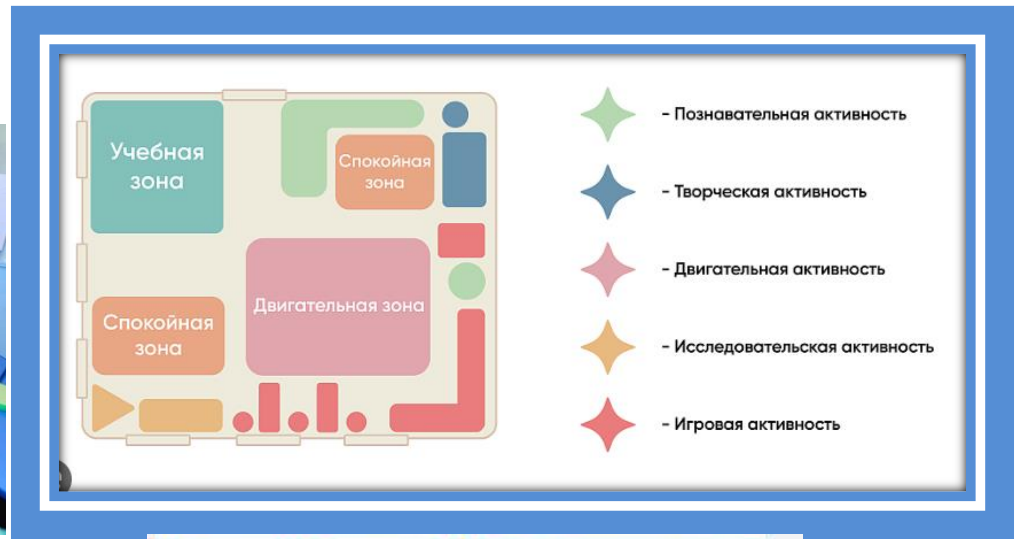 Учебная
зона
Спокойная
зона
Двигательная зона
Спокойная
зона
- Познавательная активность
- Творческая активность
- Двигательная активность
- Исследовательская активность
- Игровая активность